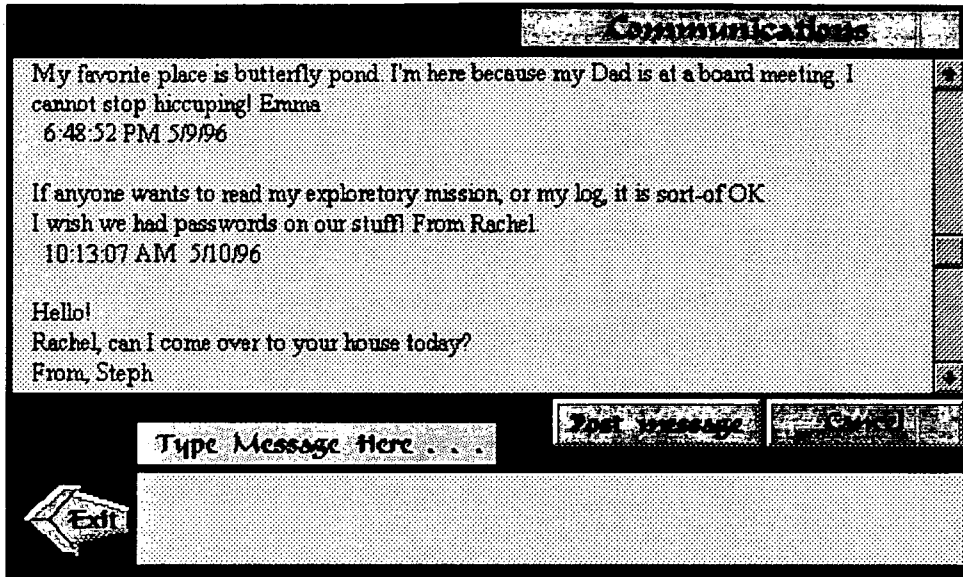 Communications
My favorite place is butterfly pond. I'm here because my Dad is at a board meeting. I
cannot stop hiccuping! Emma
6:48:52 PM 5/9/96
If anyone wants to read my exploretory mission, or my log, it is sort-of OK
I wish we had passwords on our stuff! From Rachel.
10:13:07 AM 5/10/96
Hello!
Rachel, can I come over to your house today?
From, Steph
Post message
Cancel
Type Message Here . . .
Exit